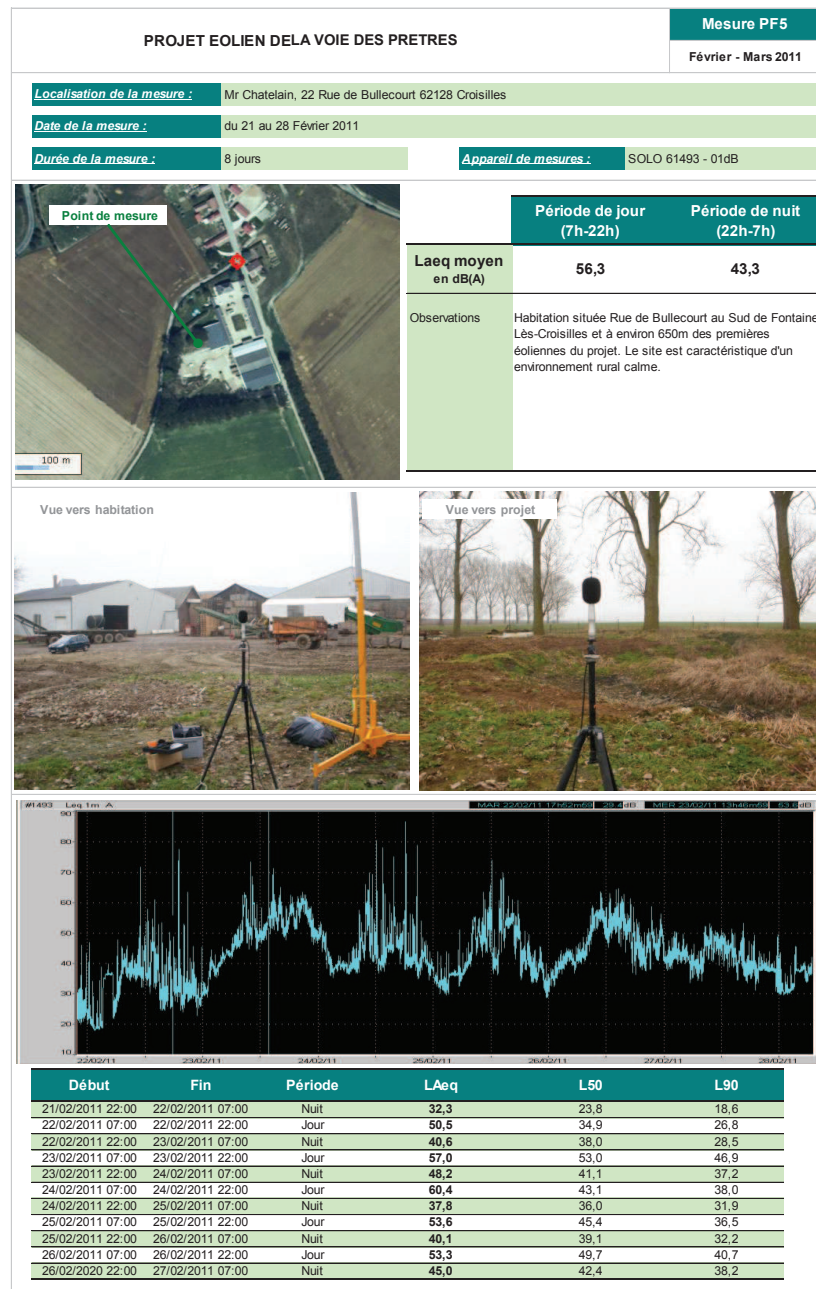 PROJET EOLIEN DELA VOIE DES PRETRES
Mesure PF5
Février - Mars 2011
Localisation de la mesure : Mr Chatelain, 22 Rue de Bullecourt 62128 Croisilles
Date de la mesure : du 21 au 28 Février 2011
Durée de la mesure : 8 jours Appareil de mesures : SOLO 61493 - 01dB
Point de mesure
100 m
Période de jour (7h-22h) Période de nuit (22h-7h)
Laeq moyen en dB(A) 56,3 43,3
Observations
Habitation située Rue de Bullecourt au Sud de Fontaine
Lès-Croisilles et à environ 650m des premières
éoliennes du projet. Le site est caractéristique d'un
environnement rural calme.
Vue vers habitation
Vue vers projet
#1493 Leq 1m A MAR 22/02/11 17h52m59 29.4 dB MER 23/02/11 13h46m59 53.6 dB
90
80
70
60
50
40
30
20
10
22/02/11 23/02/11 24/02/11 25/02/11 26/02/11 27/02/11 28/02/11
Début Fin Période LAeq L50 L90
21/02/2011 22:00 22/02/2011 07:00 Nuit 32,3 23,8 18,6
22/02/2011 07:00 22/02/2011 22:00 Jour 50,5 34,9 26,8
22/02/2011 22:00 23/02/2011 07:00 Nuit 40,6 38,0 28,5
23/02/2011 07:00 23/02/2011 22:00 Jour 57,0 53,0 46,9
23/02/2011 22:00 24/02/2011 07:00 Nuit 48,2 41,1 37,2
24/02/2011 07:00 24/02/2011 22:00 Jour 60,4 43,1 38,0
24/02/2011 22:00 25/02/2011 07:00 Nuit 37,8 36,0 31,9
25/02/2011 07:00 25/02/2011 22:00 Jour 53,6 45,4 36,5
25/02/2011 22:00 26/02/2011 07:00 Nuit 40,1 39,1 32,2
26/02/2011 07:00 26/02/2011 22:00 Jour 53,3 49,7 40,7
26/02/2020 22:00 27/02/2011 07:00 Nuit 45,0 42,4 38,2